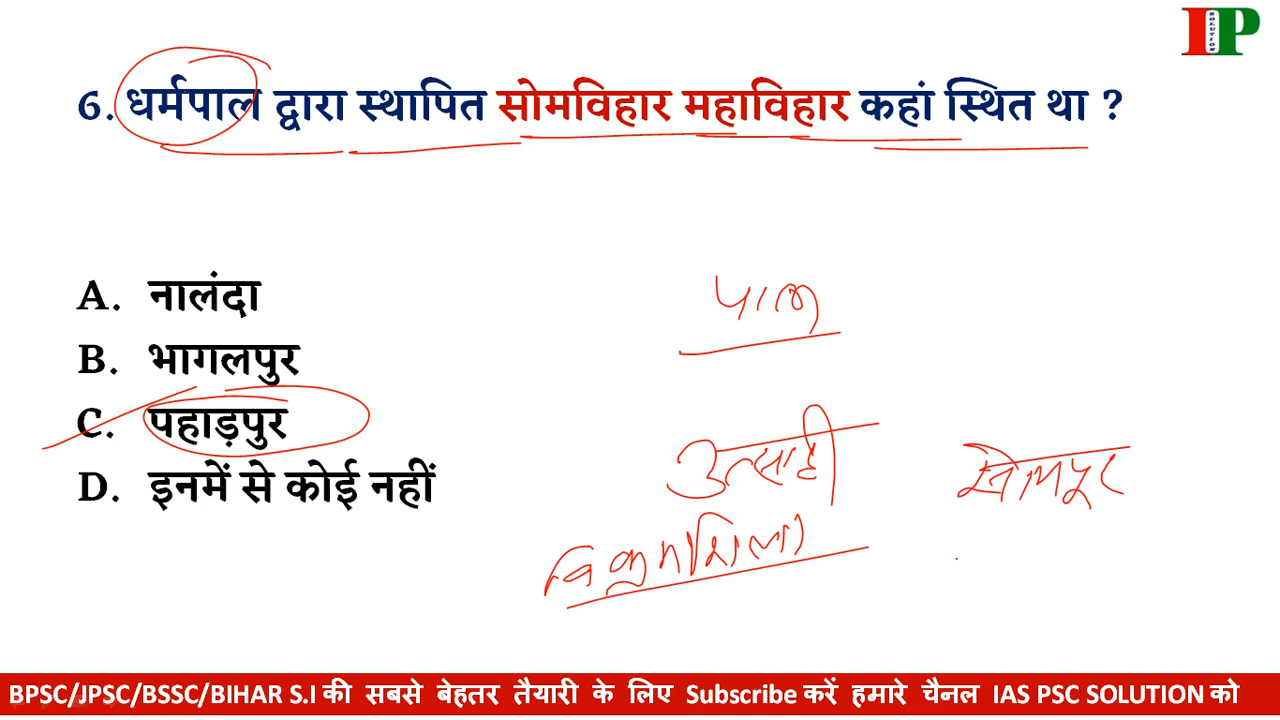 I SOLUTION P
6. धर्मपाल द्वारा स्थापित सोमविहार महाविहार कहां स्थित था ?
A. नालंदा
B. भागलपुर
C. पहाड़पुर
D. इनमें से कोई नहीं
पाल
उत्साही
सोमपुर
विक्रमशिला
BPSC/JPSC/BSSC/BIHAR S.I की सबसे बेहतर तैयारी के लिए Subscribe करें हमारे चैनल IAS PSC SOLUTION को